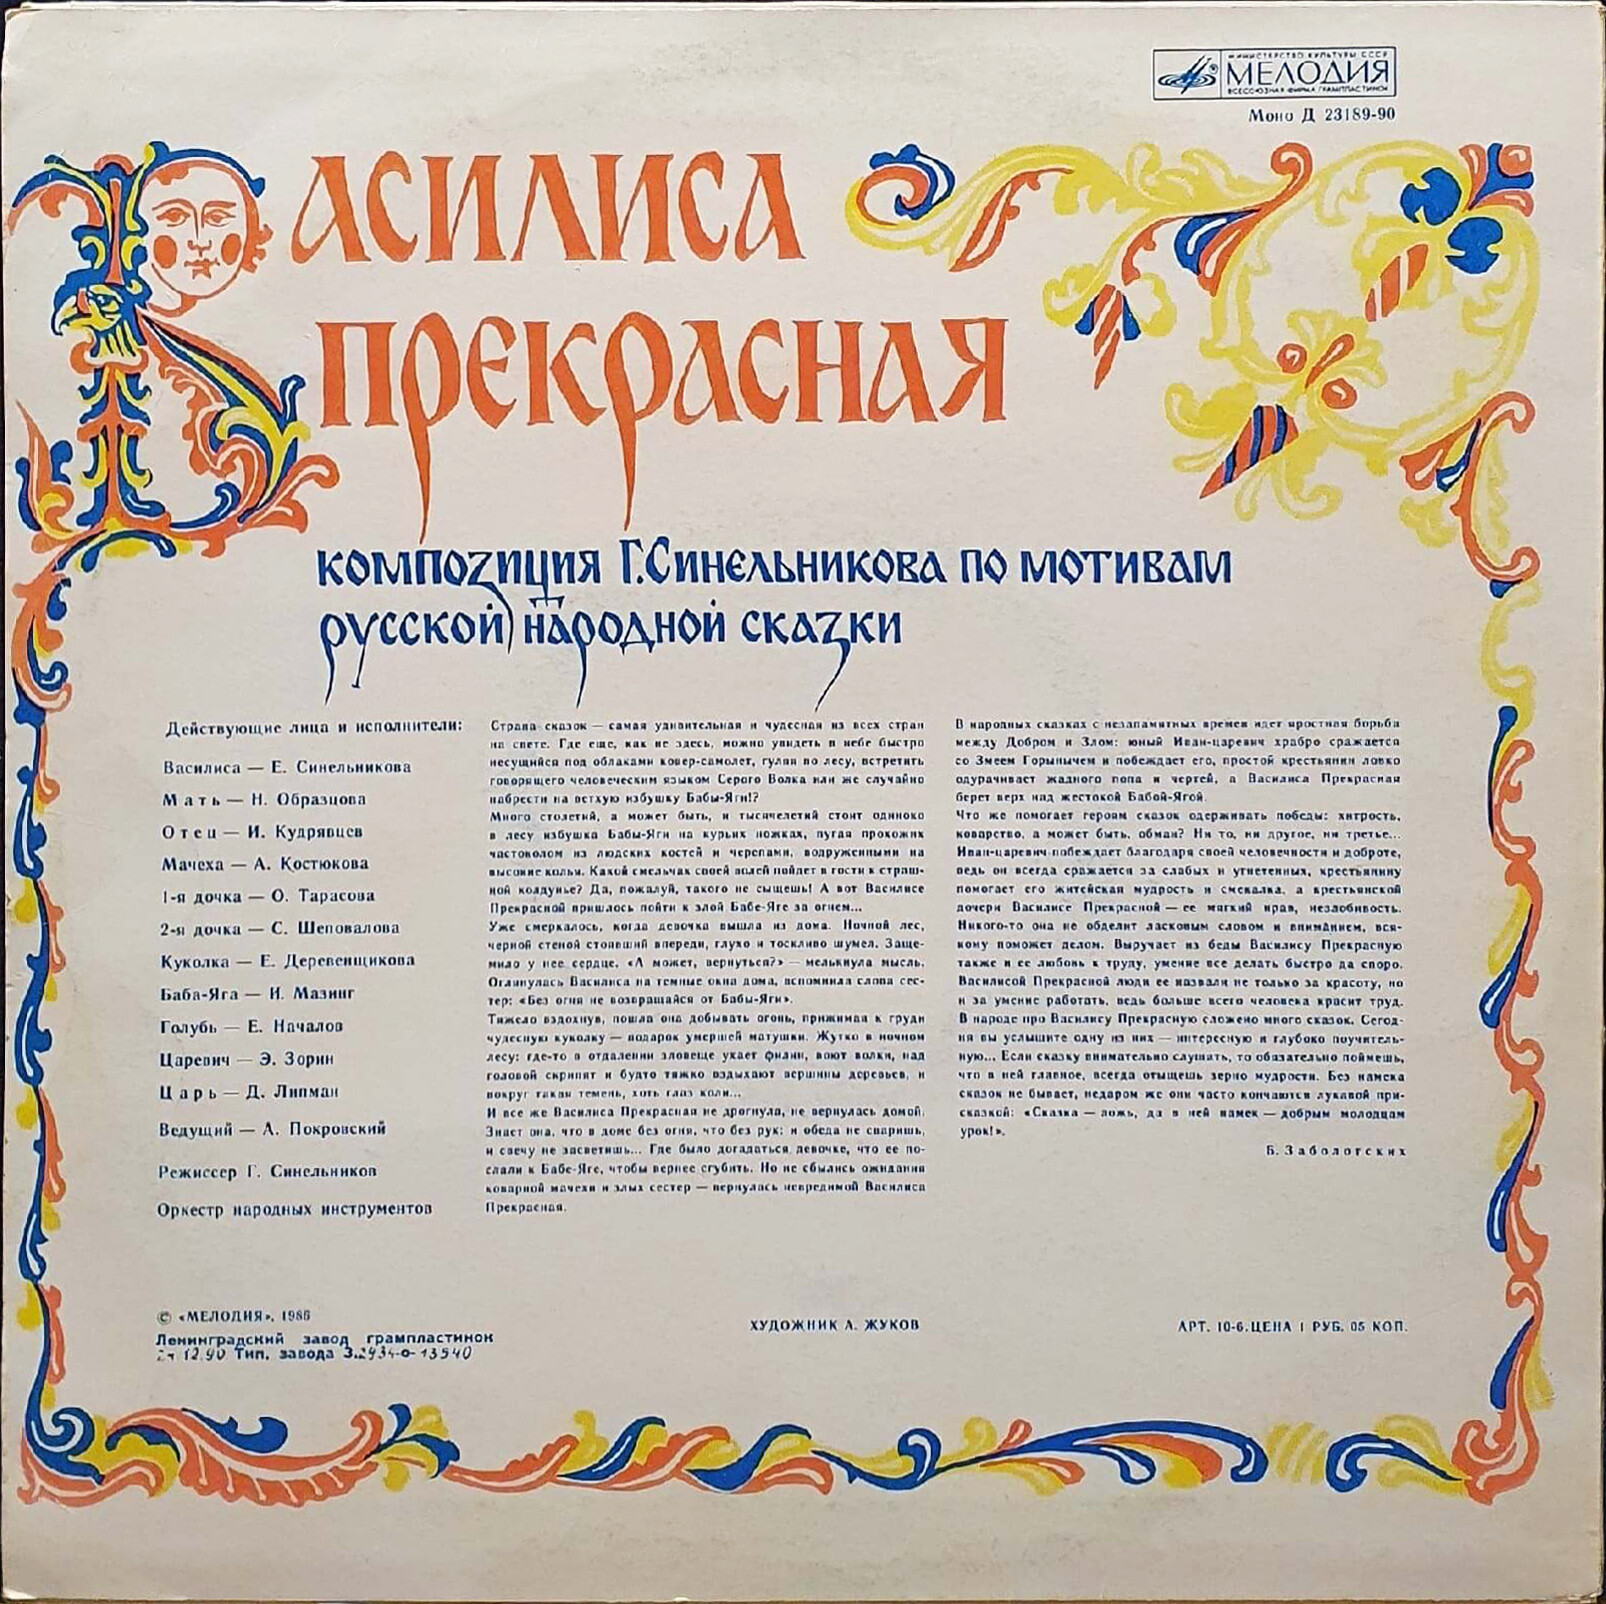 МИНИСТЕРСТВО КУЛЬТУРЫ СССР
МЕЛОДИЯ
ВСЕСОЮЗНАЯ ФИРМА ГРАМПЛАСТИНОК
Моно Д 23189-90
ВАСИЛИСА
ПРЕКРАСНАЯ
композиция Г.Синельникова по мотивам
русской народной сказки
Действующие лица и исполнители:
Василиса — Е. Синельникова
Мать — Н. Образцова
Отец — И. Кудрявцев
Мачеха — А. Костюкова
1-я дочка — О. Тарасова
2-я дочка — С. Шеповалова
Куколка — Е. Деревенщикова
Баба-Яга — И. Мазинг
Голубь — Е. Началов
Царевич — Э. Зорин
Царь — Д. Липман
Ведущий — А. Покровский
Режиссер Г. Синельников
Оркестр народных инструментов
Страна сказок — самая удивительная и чудесная из всех стран
на свете. Где еще, как не здесь, можно увидеть в небе быстро
несущийся под облаками ковер-самолет, гуляя по лесу, встретить
говорящего человеческим языком Серого Волка или же случайно
набрести на ветхую избушку Бабы-Яги!?
Много столетий, а может быть, и тысячелетий стоит одиноко
в лесу избушка Бабы-Яги на курьих ножках, пугая прохожих
частоколом из людских костей и черепами, водруженными на
высокие колья. Какой смельчак своей волей пойдет в гости к страш-
ной колдунье? Да, пожалуй, такого не сыщешь! А вот Василисе
Прекрасной пришлось пойти к злой Бабе-Яге за огнем...
Уже смеркалось, когда девочка вышла из дома. Ночной лес,
черной стеной стоявший впереди, глухо и тоскливо шумел. Заще-
мило у нее сердце. «А может, вернуться?» — мелькнула мысль.
Оглянулась Василиса на темные окна дома, вспомнила слова сес-
тер: «Без огня не возвращайся от Бабы-Яги».
Тяжело вздохнув, пошла она добывать огонь, прижимая к груди
чудесную куколку — подарок умершей матушки. Жутко в ночном
лесу: где-то в отдалении зловеще ухает филин, воют волки, над
головой скрипят и будто тяжко вздыхают вершины деревьев, и
вокруг такая темень, хоть глаз коли...
И все же Василиса Прекрасная не дрогнула, не вернулась домой.
Знает она, что в доме без огня, что без рук: и обеда не сваришь,
и свечу не засветишь... Где было догадаться девочке, что ее по-
слали к Бабе-Яге, чтобы вернее сгубить. Но не сбылись ожидания
коварной мачехи и злых сестер — вернулась невредимой Василиса
Прекрасная.
В народных сказках с незапамятных времен идет яростная борьба
между Добром и Злом: юный Иван-царевич храбро сражается
со Змеем Горынычем и побеждает его, простой крестьянин ловко
одурачивает жадного попа и чертей, а Василиса Прекрасная
берет верх над жестокой Бабой-Ягой.
Что же помогает героям сказок одерживать победы: хитрость,
коварство, а может быть, обман? Ни то, ни другое, ни третье...
Иван-царевич побеждает благодаря своей человечности и доброте,
ведь он всегда сражается за слабых и угнетенных, крестьянину
помогает его житейская мудрость и смекалка, а крестьянской
дочери Василисе Прекрасной — ее мягкий нрав, незлобивость.
Никого-то она не обделит ласковым словом и вниманием, вся-
кому поможет делом. Выручает из беды Василису Прекрасную
также и ее любовь к труду, умение все делать быстро да споро.
Василисой Прекрасной люди ее назвали не только за красоту, но
и за умение работать, ведь больше всего человека красит труд.
В народе про Василису Прекрасную сложено много сказок. Сегод-
ня вы услышите одну из них — интересную и глубоко поучитель-
ную... Если сказку внимательно слушать, то обязательно поймешь,
что в ней главное, всегда отыщешь зерно мудрости. Без намека
сказок не бывает, недаром же они часто кончаются лукавой при-
сказкой: «Сказка — ложь, да в ней намек — добрым молодцам
урок!».
Б. Заболотских
© «МЕЛОДИЯ», 1986
Ленинградский завод грампластинок
12.90 Тип. завода З.2934-0-13540
ХУДОЖНИК А. ЖУКОВ
АРТ. 10-6. ЦЕНА 1 РУБ. 05 КОП.